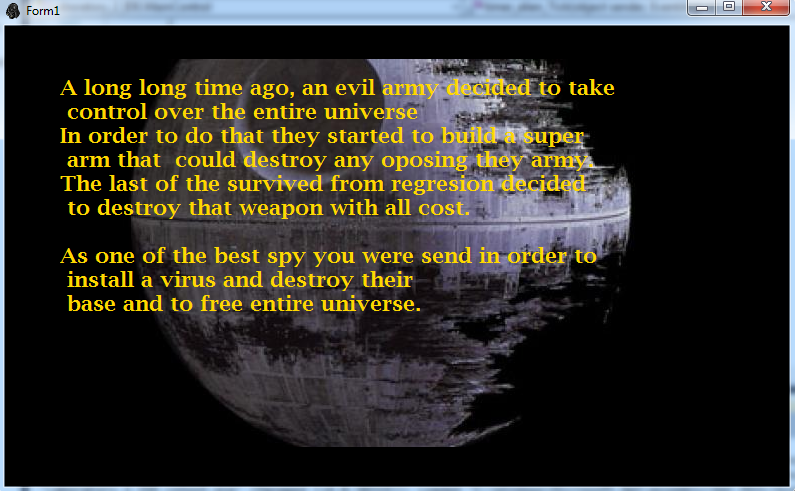 Form1
A long long time ago, an evil army decided to take
control over the entire universe
In order to do that they started to build a super
arm that could destroy any oposing they army.
The last of the survived from regresion decided
to destroy that weapon with all cost.
As one of the best spy you were send in order to
install a virus and destroy their
base and to free entire universe.